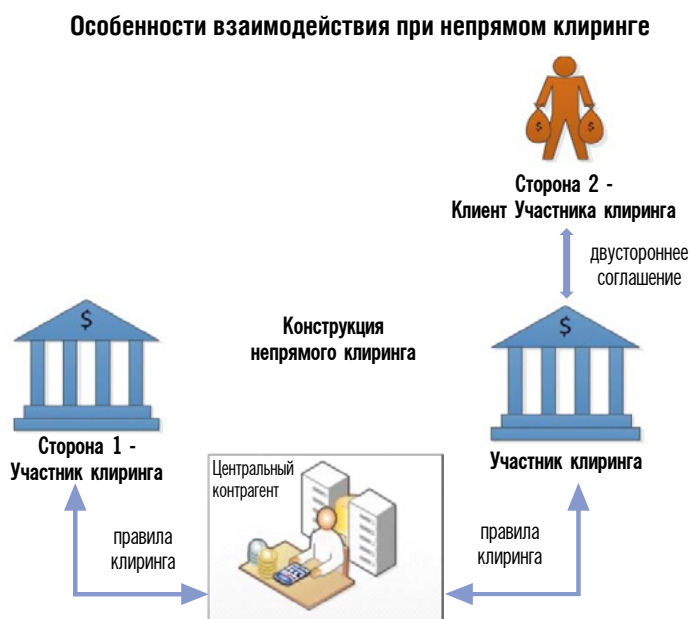 Особенности взаимодействия при непрямом клиринге
$ $
Сторона 2 -
Клиент Участника клиринга
двустороннее
соглашение
$
Конструкция
непрямого клиринга
$
Сторона 1 -
Участник клиринга
Участник клиринга
Центральный
контрагент
правила
клиринга
правила
клиринга